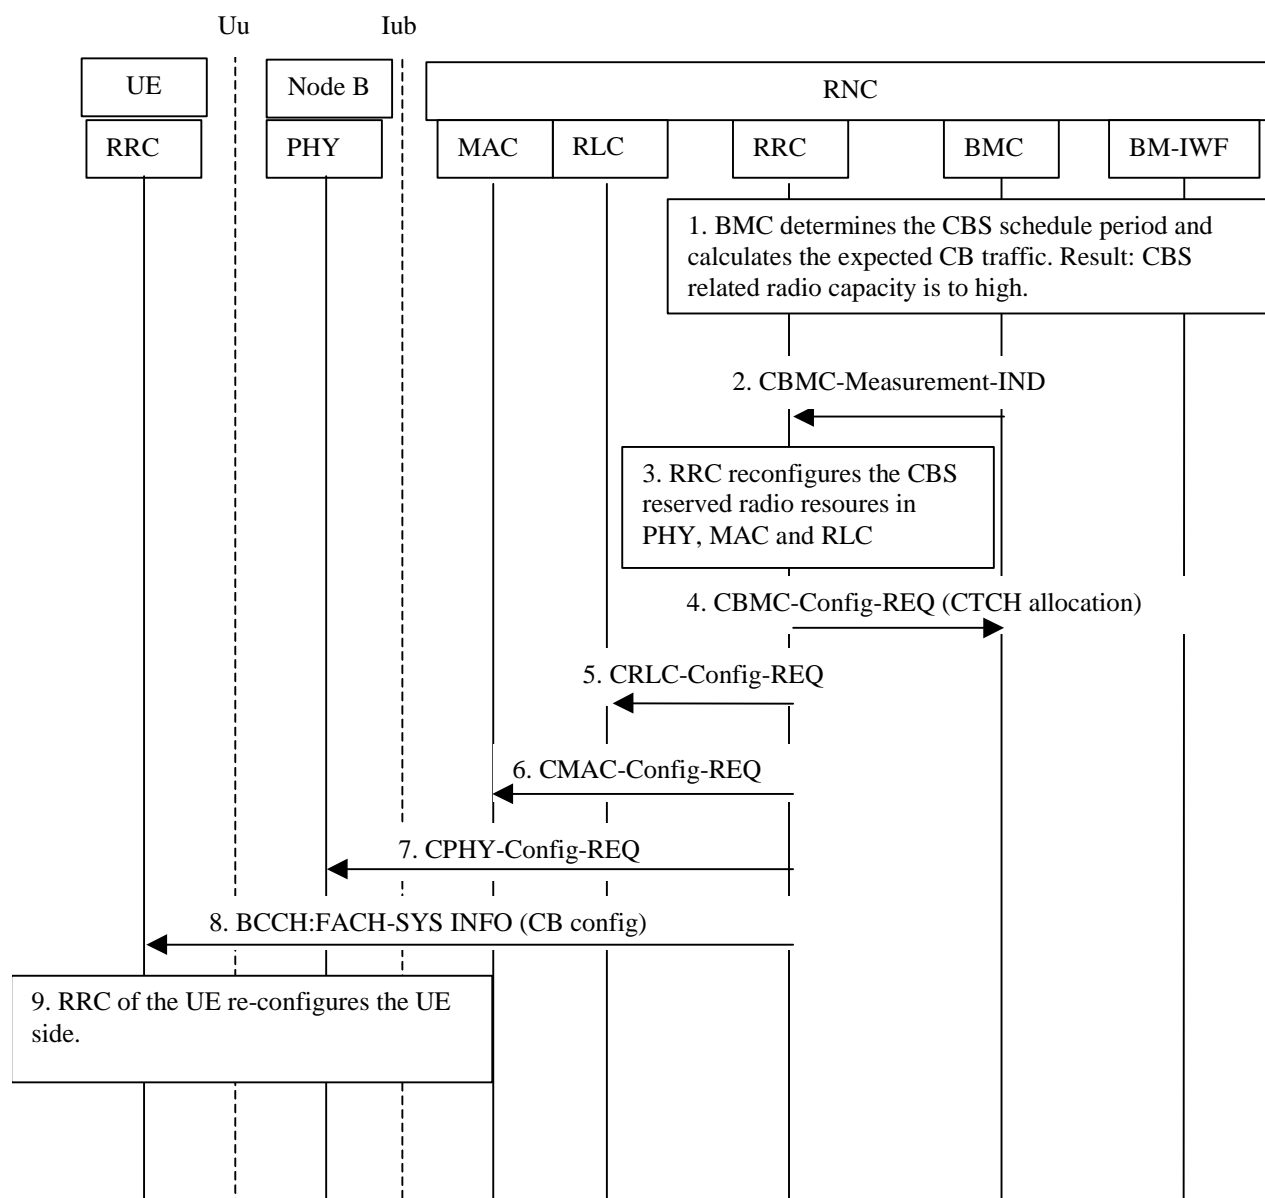 Uu
Iub
UE
Node B
RNC
RRC
PHY
MAC
RLC
RRC
BMC
BM-IWF
1. BMC determines the CBS schedule period and
calculates the expected CB traffic. Result: CBS
related radio capacity is to high.
2. CBMC-Measurement-IND
3. RRC reconfigures the CBS
reserved radio resoures in
PHY, MAC and RLC
4. CBMC-Config-REQ (CTCH allocation)
5. CRLC-Config-REQ
6. CMAC-Config-REQ
7. CPHY-Config-REQ
8. BCCH:FACH-SYS INFO (CB config)
9. RRC of the UE re-configures the UE
side.